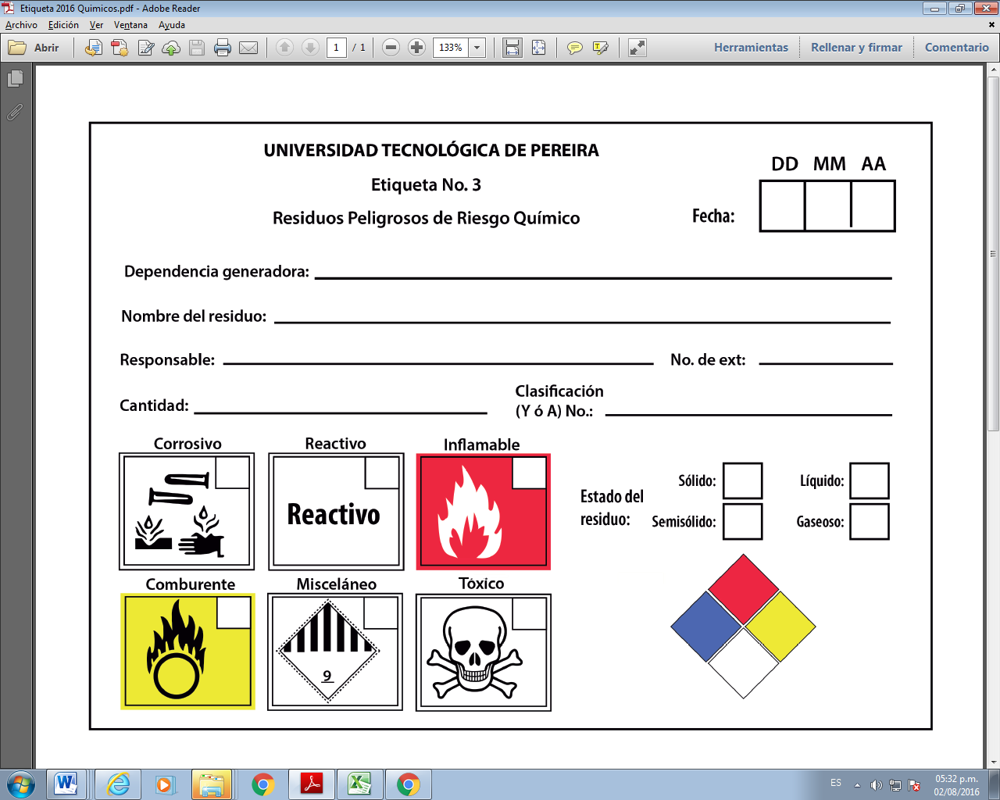 Etiqueta 2016 Quimicos.pdf - Adobe Reader
Archivo Edición Ver Ventana Ayuda
Abrir 1 / 1 133% Herramientas Rellenar y firmar Comentario
UNIVERSIDAD TECNOLÓGICA DE PEREIRA
DD MM AA
Etiqueta No. 3
Residuos Peligrosos de Riesgo Químico
Fecha:
Dependencia generadora:
Nombre del residuo:
Responsable: No. de ext:
Cantidad: Clasificación
(Y ó A) No.:
Corrosivo Reactivo Inflamable
Reactivo
Estado del
residuo:
Sólido: Líquido:
Semisólido: Gaseoso:
Comburente Misceláneo Tóxico
9
ES 05:32 p.m.
02/08/2016